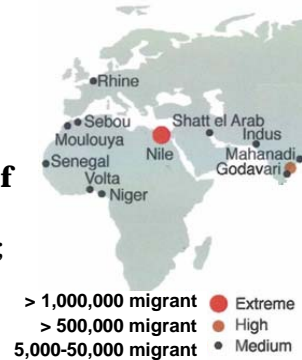 Rhine
Sebou
Moulouya
Shatt el Arab
Indus
Nile
Mahanadi
Godavari
Senegal
Volta
Niger
f
;
> 1,000,000 migrant Extreme
> 500,000 migrant High
5,000-50,000 migrant Medium